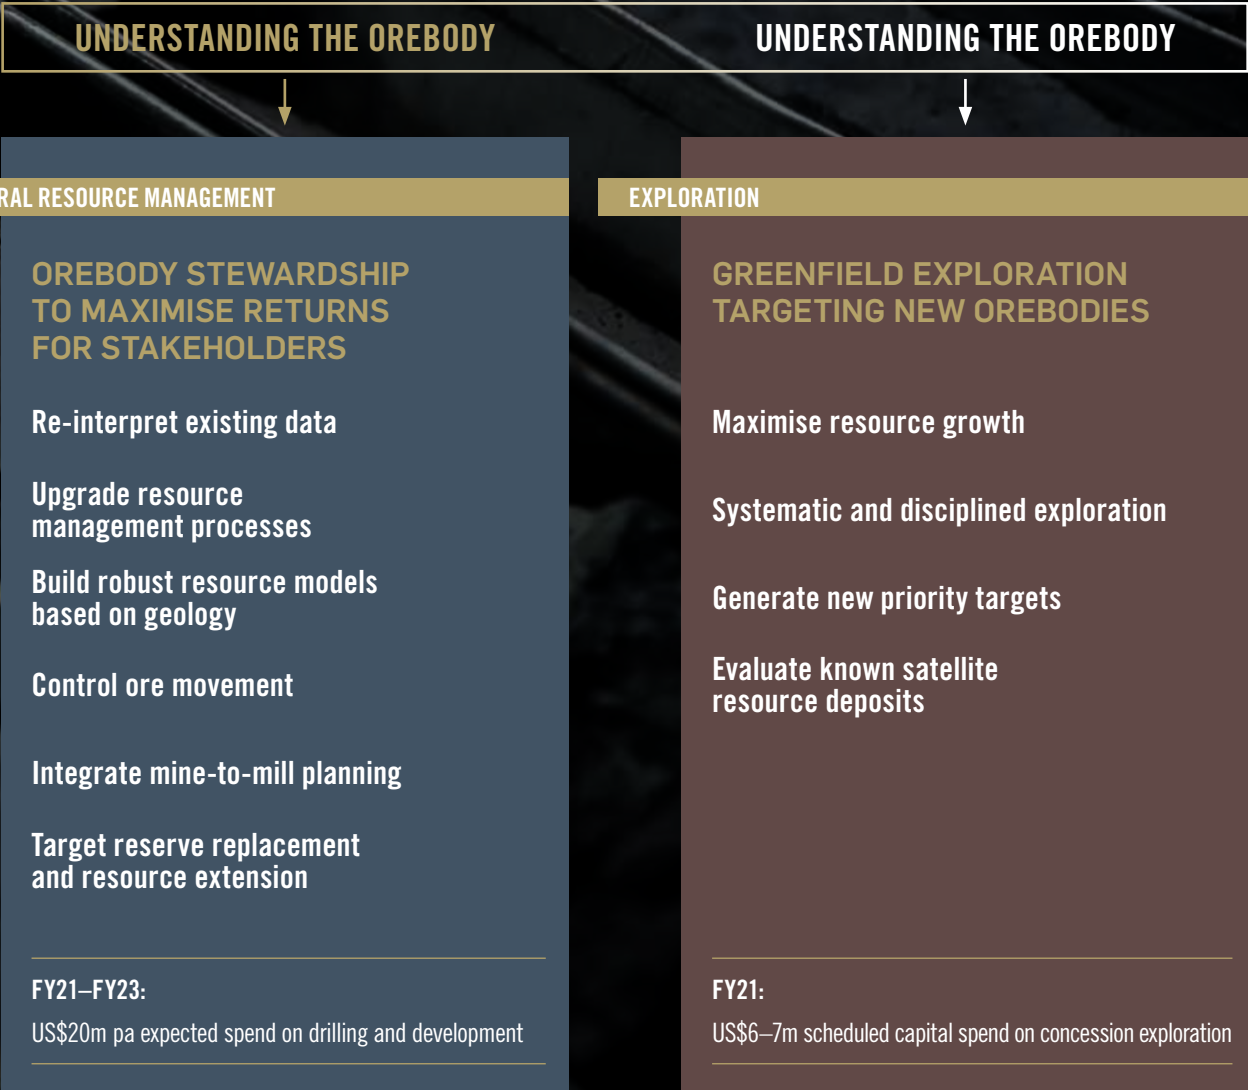 UNDERSTANDING THE OREBODY
UNDERSTANDING THE OREBODY
RAL RESOURCE MANAGEMENT
OREBODY STEWARDSHIP
TO MAXIMISE RETURNS
FOR STAKEHOLDERS
Re-interpret existing data
Upgrade resource
management processes
Build robust resource models
based on geology
Control ore movement
Integrate mine-to-mill planning
Target reserve replacement
and resource extension
FY21–FY23:
US$20m pa expected spend on drilling and development
EXPLORATION
GREENFIELD EXPLORATION
TARGETING NEW OREBODIES
Maximise resource growth
Systematic and disciplined exploration
Generate new priority targets
Evaluate known satellite
resource deposits
FY21:
US$6–7m scheduled capital spend on concession exploration